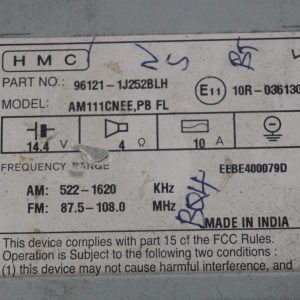 HMC
NS BT
PART NO.: 96121-1J252BLH
MODEL: AM111CNEE,PB FL
E11 10R-036130
14.4 V 4 Ω 10 A
FREQUENCY RANGE EEBE400079D
AM: 522-1620 KHz
FM: 87.5-108.0 MHz
MADE IN INDIA
This device complies with part 15 of the FCC Rules.
Operation is Subject to the following two conditions :
(1) this device may not cause harmful interference, and